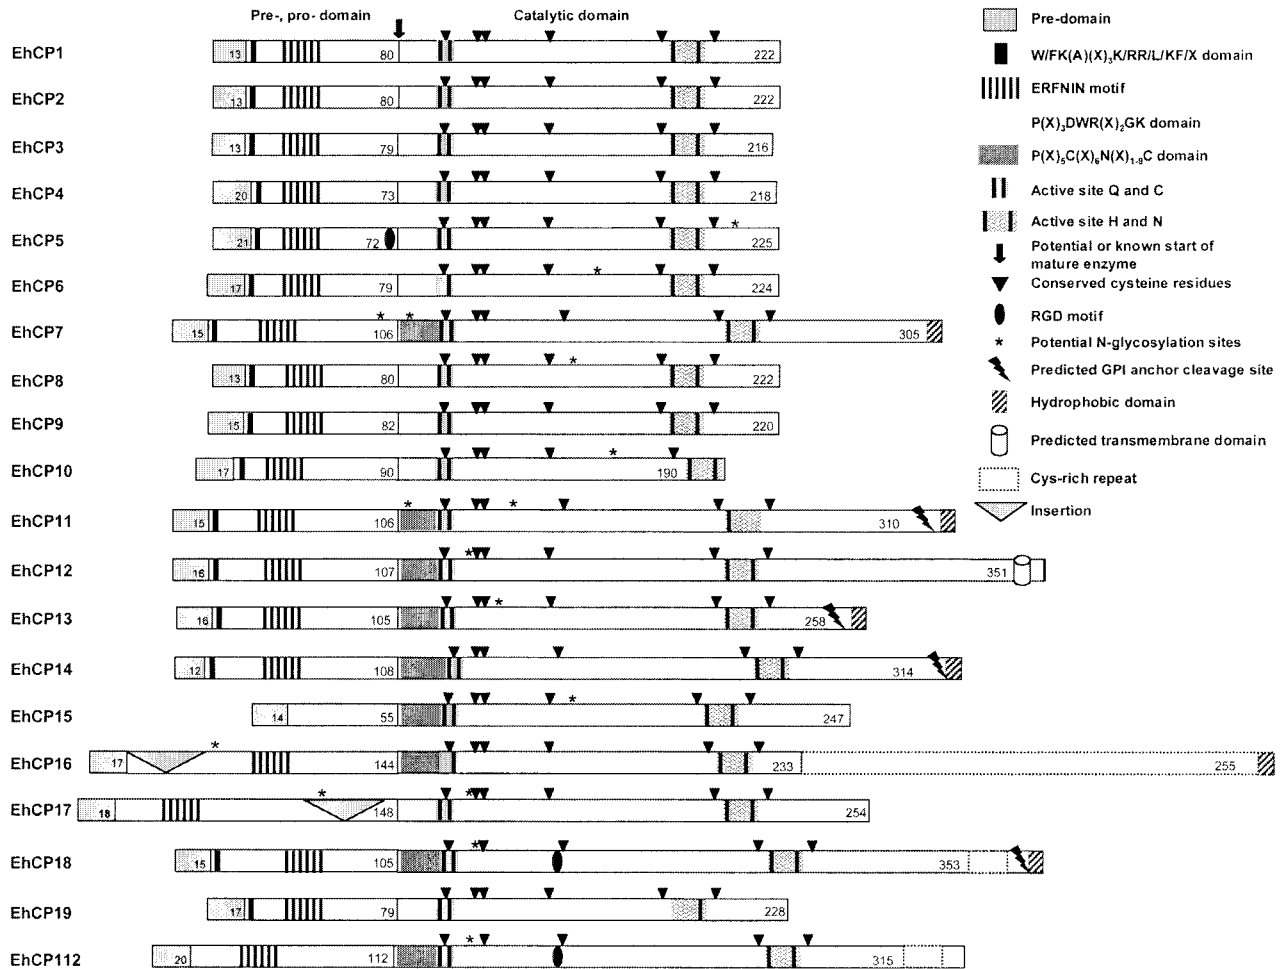 Pre-, pro- domain Catalytic domain
EhCP1 13 80 222
EhCP2 13 80 222
EhCP3 13 79 216
EhCP4 20 73 218
EhCP5 21 72 * 225
EhCP6 17 79 * 224
EhCP7 15 * 106 * 305
EhCP8 13 80 * 222
EhCP9 15 82 220
EhCP10 17 90 * 190
EhCP11 15 106 * * 310
EhCP12 16 107 * 351
EhCP13 16 105 * 258
EhCP14 12 108 314
EhCP15 14 55 * 247
EhCP16 17 * 144 233 255
EhCP17 18 * 148 * 254
EhCP18 15 105 * 353
EhCP19 17 79 228
EhCP112 20 112 * 315
Pre-domain
W/FK(A)(X)₃K/RR/L/KF/X domain
ERFNIN motif
P(X)₃DWR(X)₂GK domain
P(X)₅C(X)₆N(X)₁₋₉C domain
Active site Q and C
Active site H and N
Potential or known start of
mature enzyme
Conserved cysteine residues
RGD motif
* Potential N-glycosylation sites
Predicted GPI anchor cleavage site
Hydrophobic domain
Predicted transmembrane domain
Cys-rich repeat
Insertion